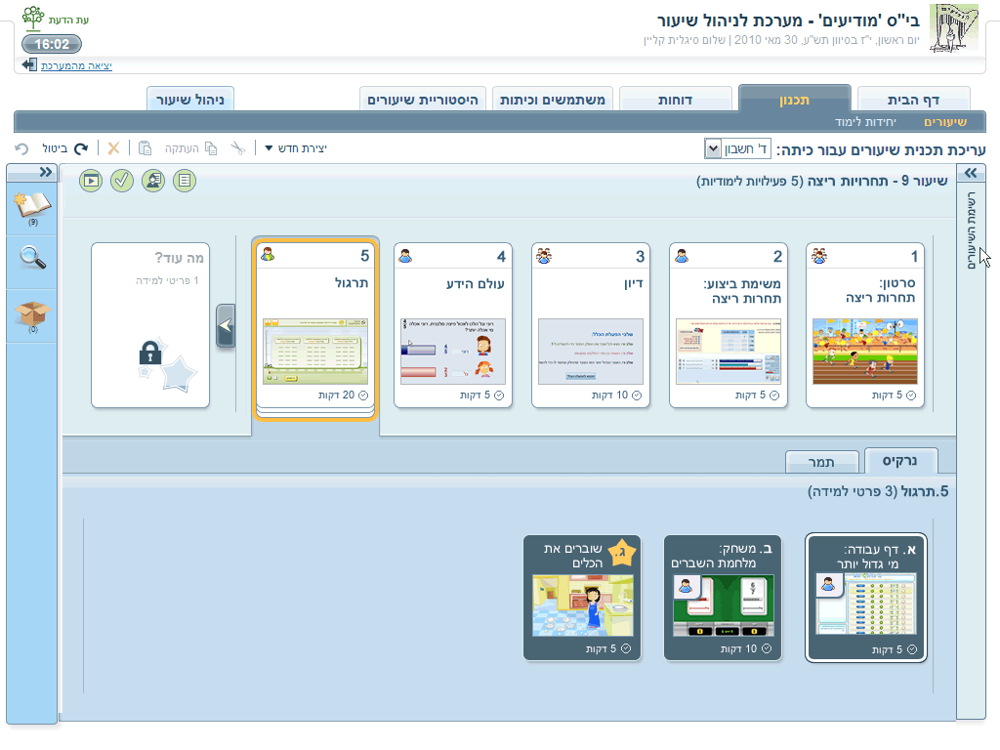 בי''ס 'מודיעים' - מערכת לניהול שיעור
יום ראשון, י"ז בסיוון תש"ע, 30 מאי 2010 | שלום סיגלית קליין
עת הדעת
16:02
יציאה מהמערכת
דף הבית
תכנון
דוחות
משתמשים וכיתות
היסטוריית שיעורים
ניהול שיעור
שיעורים
יחידות לימוד
עריכת תכנית שיעורים עבור כיתה:
ד' חשבון
יצירת חדש
העתקה
ביטול
רשימת השיעורים
שיעור 9 - תחרויות ריצה (5 פעילויות לימודיות)
1
סרטון:
תחרות ריצה
5 דקות
2
משימת ביצוע:
תחרות ריצה
5 דקות
3
דיון
10 דקות
4
עולם הידע
5 דקות
5
תרגול
20 דקות
מה עוד?
1 פריטי למידה
(9)
(0)
נרקיס
תמר
5.תרגול (3 פרטי למידה)
א. דף עבודה:
מי גדול יותר
5 דקות
ב. משחק:
מלחמת השברים
10 דקות
ג.
שוברים את
הכלים
5 דקות